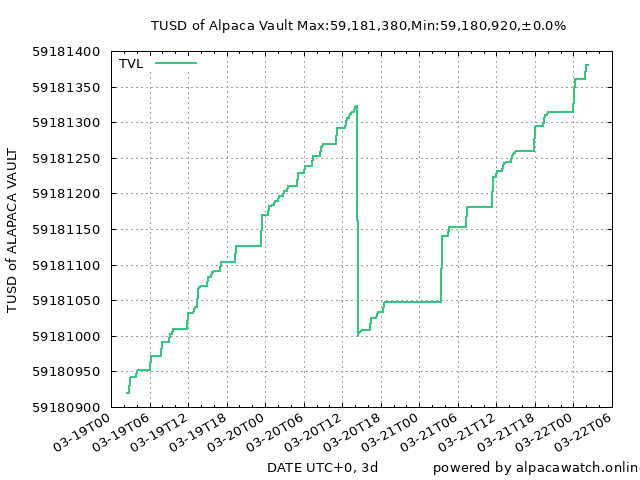 TUSD of Alpaca Vault Max:59,181,380,Min:59,180,920,±0.0%
TVL
59181400
59181350
59181300
59181250
59181200
59181150
59181100
59181050
59181000
59180950
59180900
TUSD of ALAPACA VAULT
03-19T00
03-19T06
03-19T12
03-19T18
03-20T00
03-20T06
03-20T12
03-20T18
03-21T00
03-21T06
03-21T12
03-21T18
03-22T00
03-22T06
DATE UTC+0, 3d
powered by alpacawatch.online